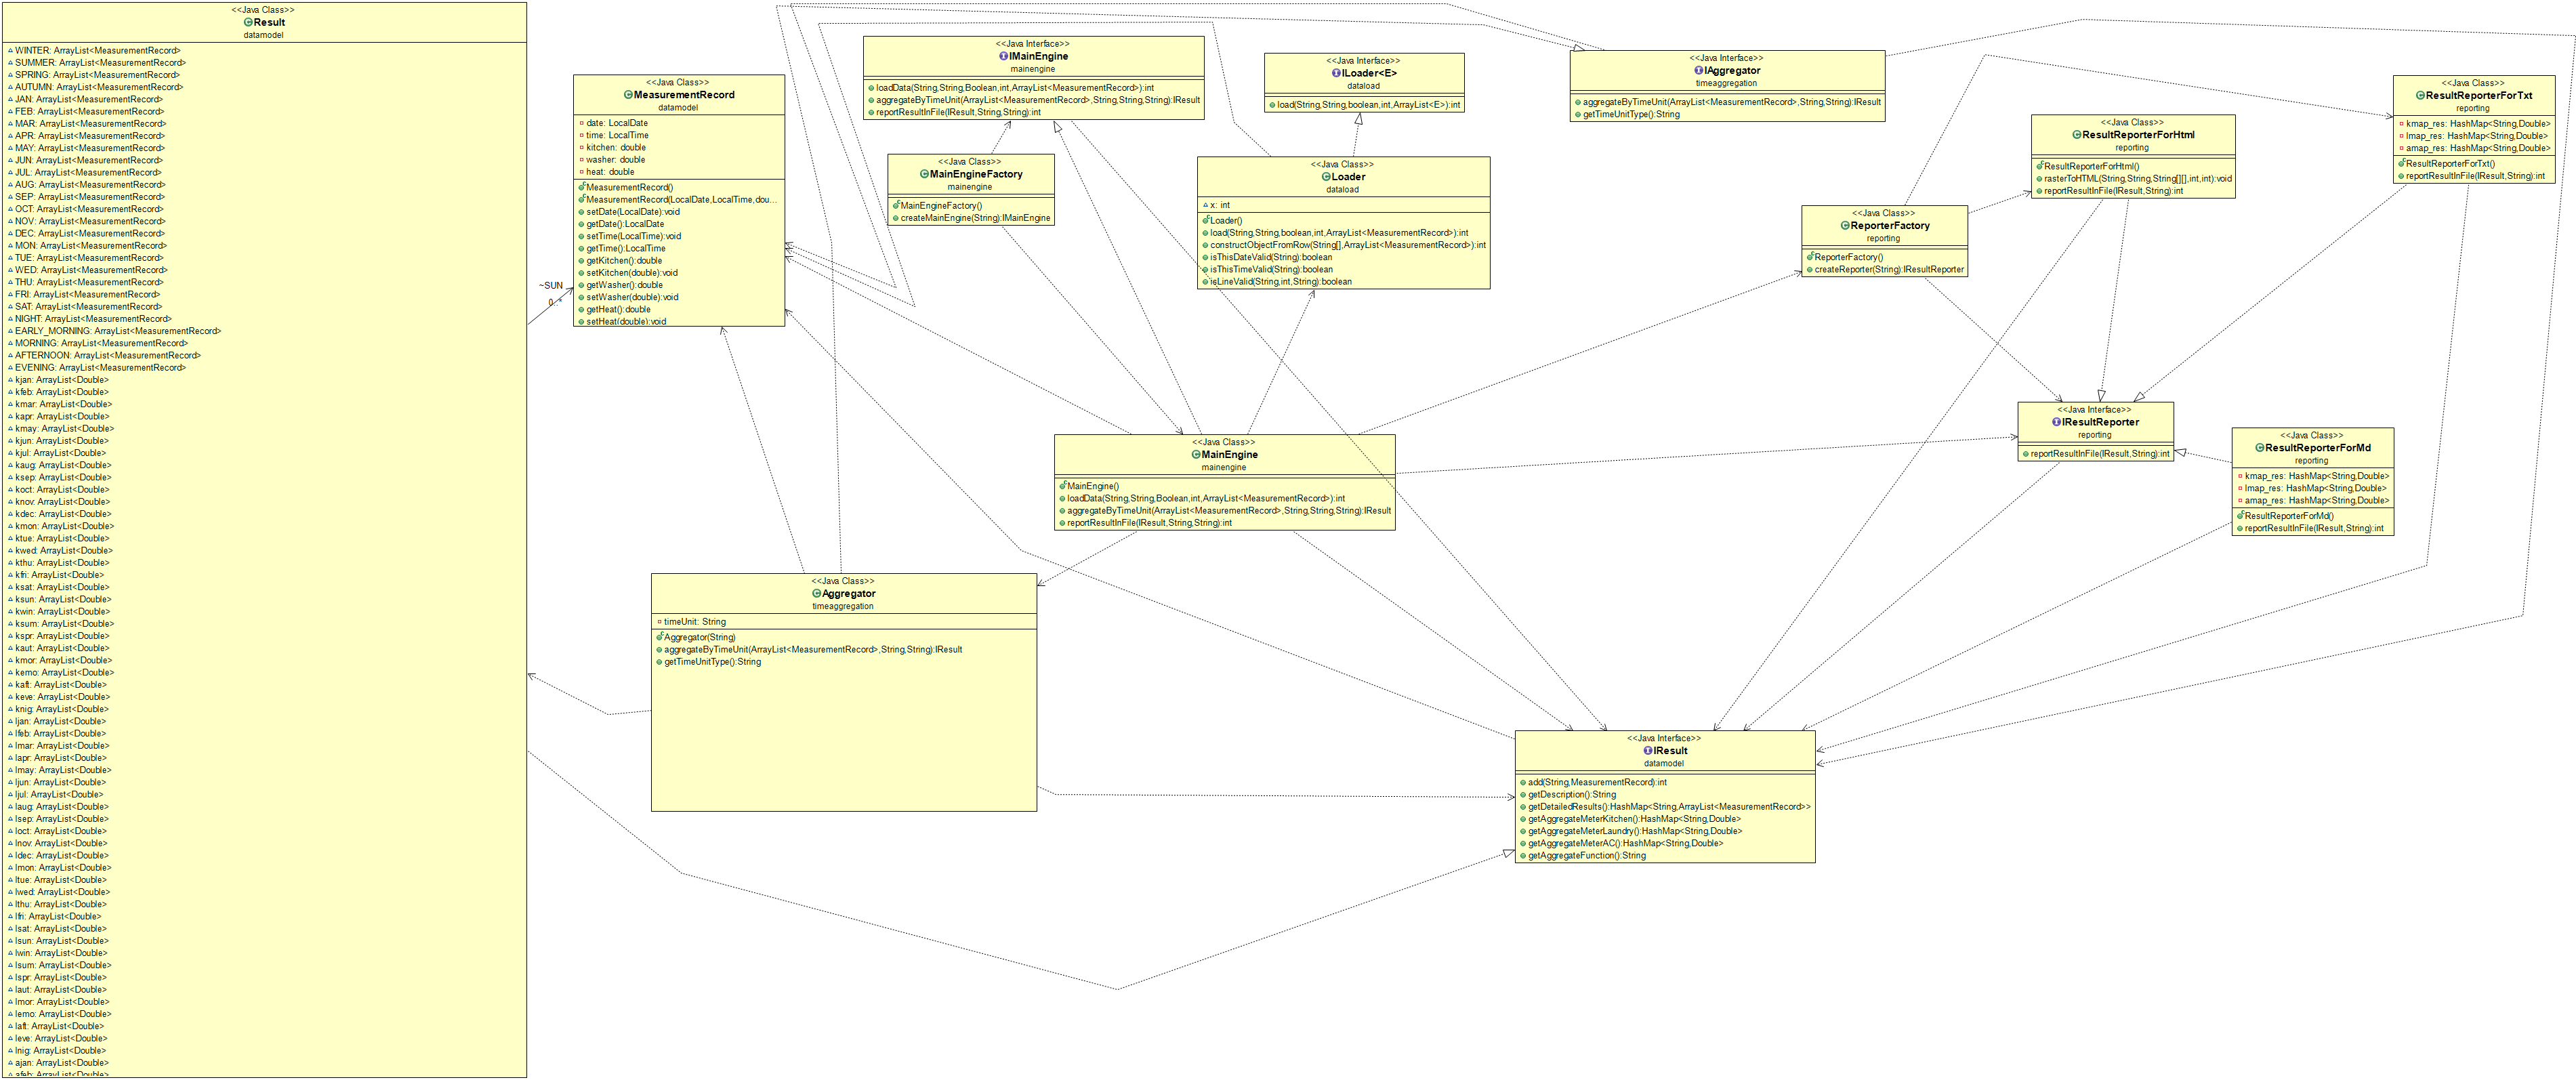 <<Java Class>>
Result
datamodel
WINTER: ArrayList<MeasurementRecord>
SUMMER: ArrayList<MeasurementRecord>
SPRING: ArrayList<MeasurementRecord>
AUTUMN: ArrayList<MeasurementRecord>
JAN: ArrayList<MeasurementRecord>
FEB: ArrayList<MeasurementRecord>
MAR: ArrayList<MeasurementRecord>
APR: ArrayList<MeasurementRecord>
MAY: ArrayList<MeasurementRecord>
JUN: ArrayList<MeasurementRecord>
JUL: ArrayList<MeasurementRecord>
AUG: ArrayList<MeasurementRecord>
SEP: ArrayList<MeasurementRecord>
OCT: ArrayList<MeasurementRecord>
NOV: ArrayList<MeasurementRecord>
DEC: ArrayList<MeasurementRecord>
MON: ArrayList<MeasurementRecord>
TUE: ArrayList<MeasurementRecord>
WED: ArrayList<MeasurementRecord>
THU: ArrayList<MeasurementRecord>
FRI: ArrayList<MeasurementRecord>
SAT: ArrayList<MeasurementRecord>
NIGHT: ArrayList<MeasurementRecord>
EARLY_MORNING: ArrayList<MeasurementRecord>
MORNING: ArrayList<MeasurementRecord>
AFTERNOON: ArrayList<MeasurementRecord>
EVENING: ArrayList<MeasurementRecord>
kjan: ArrayList<Double>
kfeb: ArrayList<Double>
kmar: ArrayList<Double>
kapr: ArrayList<Double>
kmay: ArrayList<Double>
kjun: ArrayList<Double>
kjul: ArrayList<Double>
kaug: ArrayList<Double>
ksep: ArrayList<Double>
koct: ArrayList<Double>
knov: ArrayList<Double>
kdec: ArrayList<Double>
kmon: ArrayList<Double>
ktue: ArrayList<Double>
kwed: ArrayList<Double>
kthu: ArrayList<Double>
kfri: ArrayList<Double>
ksat: ArrayList<Double>
ksun: ArrayList<Double>
kwin: ArrayList<Double>
ksum: ArrayList<Double>
kspr: ArrayList<Double>
kaut: ArrayList<Double>
kmor: ArrayList<Double>
kemo: ArrayList<Double>
kaft: ArrayList<Double>
keve: ArrayList<Double>
knig: ArrayList<Double>
ljan: ArrayList<Double>
lfeb: ArrayList<Double>
lmar: ArrayList<Double>
lapr: ArrayList<Double>
lmay: ArrayList<Double>
ljun: ArrayList<Double>
ljul: ArrayList<Double>
laug: ArrayList<Double>
lsep: ArrayList<Double>
loct: ArrayList<Double>
lnov: ArrayList<Double>
ldec: ArrayList<Double>
lmon: ArrayList<Double>
ltue: ArrayList<Double>
lwed: ArrayList<Double>
lthu: ArrayList<Double>
lfri: ArrayList<Double>
lsat: ArrayList<Double>
lsun: ArrayList<Double>
lwin: ArrayList<Double>
lsum: ArrayList<Double>
lspr: ArrayList<Double>
laut: ArrayList<Double>
lmor: ArrayList<Double>
lemo: ArrayList<Double>
laft: ArrayList<Double>
leve: ArrayList<Double>
lnig: ArrayList<Double>
ajan: ArrayList<Double>
afeb: ArrayList<Double>
~SUN
0..*
<<Java Class>>
MeasurementRecord
datamodel
date: LocalDate
time: LocalTime
kitchen: double
washer: double
heat: double
MeasurementRecord()
MeasurementRecord(LocalDate,LocalTime,dou...
setDate(LocalDate):void
getDate():LocalDate
setTime(LocalTime):void
getTime():LocalTime
getKitchen():double
setKitchen(double):void
getWasher():double
setWasher(double):void
getHeat():double
setHeat(double):void
<<Java Interface>>
IMainEngine
mainengine
loadData(String,String,Boolean,int,ArrayList<MeasurementRecord>):int
aggregateByTimeUnit(ArrayList<MeasurementRecord>,String,String,String):IResult
reportResultInFile(IResult,String,String):int
<<Java Class>>
MainEngineFactory
mainengine
MainEngineFactory()
createMainEngine(String):IMainEngine
<<Java Interface>>
ILoader<E>
dataload
load(String,String,boolean,int,ArrayList<E>):int
<<Java Class>>
Loader
dataload
x: int
Loader()
load(String,String,boolean,int,ArrayList<MeasurementRecord>):int
constructObjectFromRow(String[],ArrayList<MeasurementRecord>):int
isThisDateValid(String):boolean
isThisTimeValid(String):boolean
isLineValid(String,int,String):boolean
<<Java Interface>>
IAggregator
timeaggregation
aggregateByTimeUnit(ArrayList<MeasurementRecord>,String,String):IResult
getTimeUnitType():String
<<Java Class>>
ReporterFactory
reporting
ReporterFactory()
createReporter(String):IResultReporter
<<Java Class>>
ResultReporterForHtml
reporting
ResultReporterForHtml()
rasterToHTML(String,String,String[][],int,int):void
reportResultInFile(IResult,String):int
<<Java Class>>
ResultReporterForTxt
reporting
kmap_res: HashMap<String,Double>
lmap_res: HashMap<String,Double>
amap_res: HashMap<String,Double>
ResultReporterForTxt()
reportResultInFile(IResult,String):int
<<Java Class>>
MainEngine
mainengine
MainEngine()
loadData(String,String,Boolean,int,ArrayList<MeasurementRecord>):int
aggregateByTimeUnit(ArrayList<MeasurementRecord>,String,String,String):IResult
reportResultInFile(IResult,String,String):int
<<Java Interface>>
IResultReporter
reporting
reportResultInFile(IResult,String):int
<<Java Class>>
ResultReporterForMd
reporting
kmap_res: HashMap<String,Double>
lmap_res: HashMap<String,Double>
amap_res: HashMap<String,Double>
ResultReporterForMd()
reportResultInFile(IResult,String):int
<<Java Class>>
Aggregator
timeaggregation
timeUnit: String
Aggregator(String)
aggregateByTimeUnit(ArrayList<MeasurementRecord>,String,String):IResult
getTimeUnitType():String
<<Java Interface>>
IResult
datamodel
add(String,MeasurementRecord):int
getDescription():String
getDetailedResults():HashMap<String,ArrayList<MeasurementRecord>>
getAggregateMeterKitchen():HashMap<String,Double>
getAggregateMeterLaundry():HashMap<String,Double>
getAggregateMeterAC():HashMap<String,Double>
getAggregateFunction():String